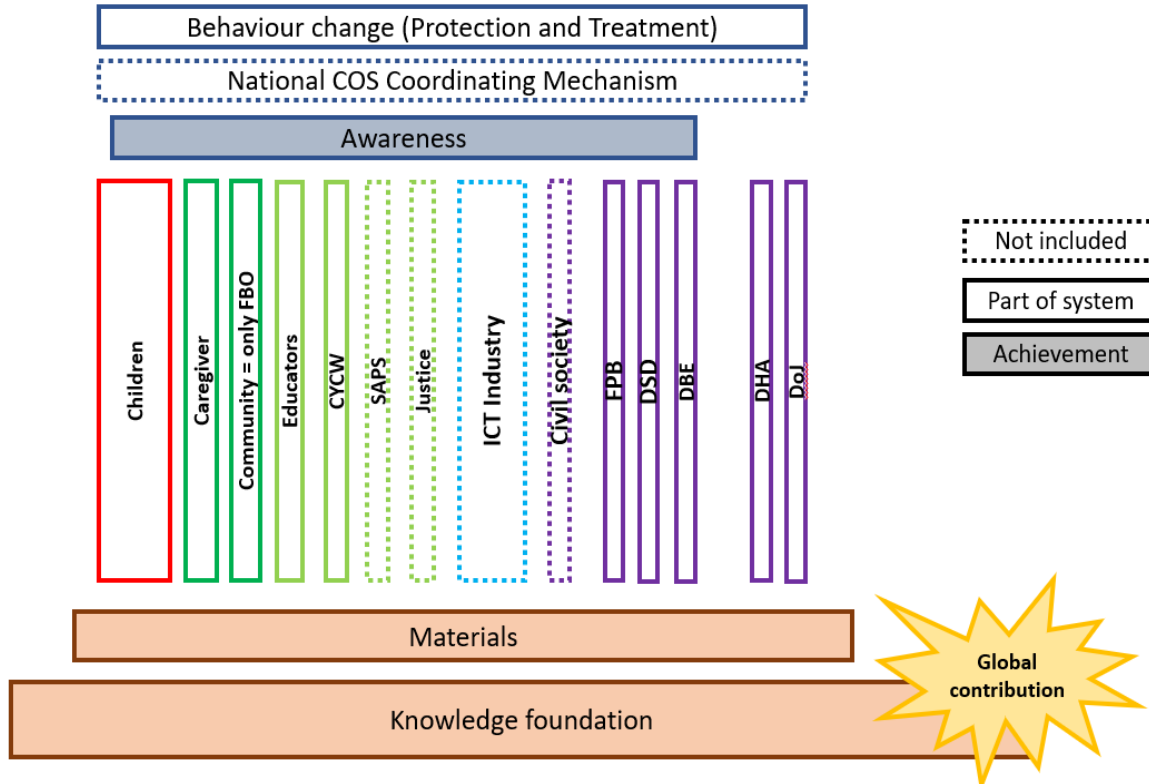 Behaviour change (Protection and Treatment)
National COS Coordinating Mechanism
Awareness
Children
Caregiver
Community = only FBO
Educators
CYCW
SAPS
Justice
ICT Industry
Civil society
FPB
DSD
DBE
DHA
DoJ
Not included
Part of system
Achievement
Materials
Global
contribution
Knowledge foundation